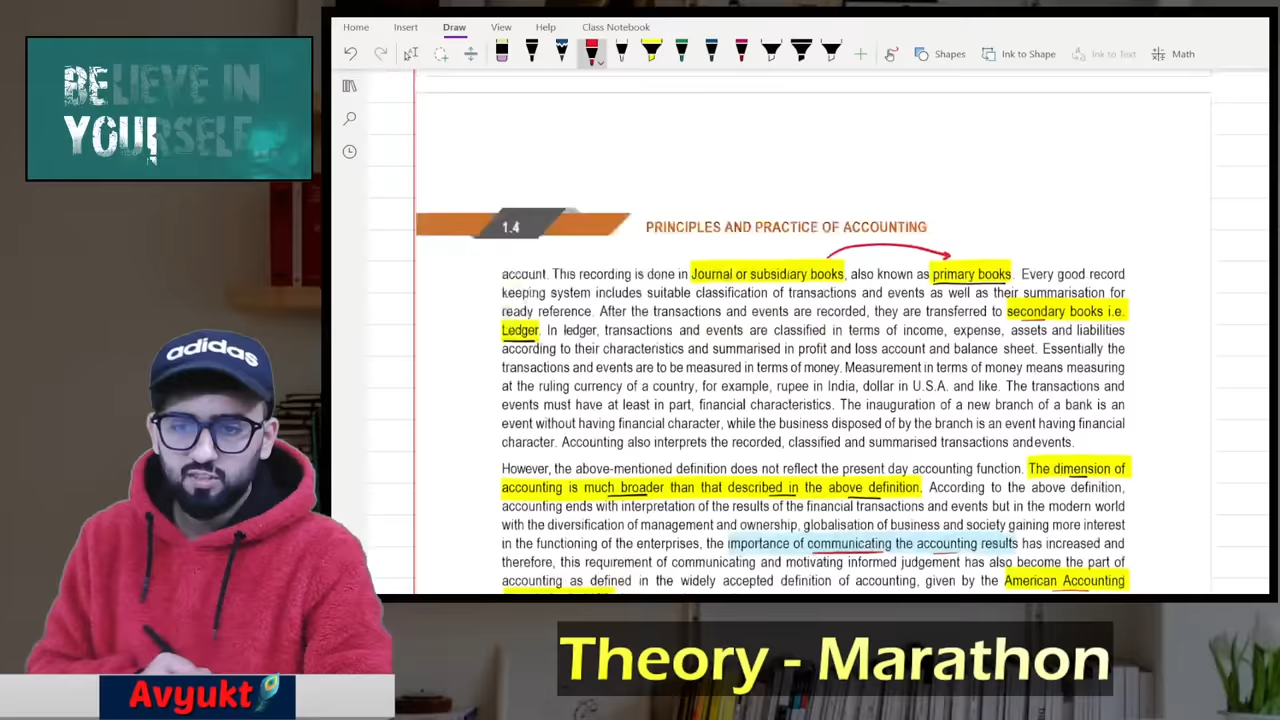 Home Insert Draw View Help Class Notebook
Shapes Ink to Shape Ink to Text Math
BELIEVE IN
YOURSELF
1.4 PRINCIPLES AND PRACTICE OF ACCOUNTING
account. This recording is done in Journal or subsidiary books, also known as primary books. Every good record
keeping system includes suitable classification of transactions and events as well as their summarisation for
ready reference. After the transactions and events are recorded, they are transferred to secondary books i.e.
Ledger. In ledger, transactions and events are classified in terms of income, expense, assets and liabilities
according to their characteristics and summarised in profit and loss account and balance sheet. Essentially the
transactions and events are to be measured in terms of money. Measurement in terms of money means measuring
at the ruling currency of a country, for example, rupee in India, dollar in U.S.A. and like. The transactions and
events must have at least in part, financial characteristics. The inauguration of a new branch of a bank is an
event without having financial character, while the business disposed of by the branch is an event having financial
character. Accounting also interprets the recorded, classified and summarised transactions and events.
However, the above-mentioned definition does not reflect the present day accounting function. The dimension of
accounting is much broader than that described in the above definition. According to the above definition,
accounting ends with interpretation of the results of the financial transactions and events but in the modern world
with the diversification of management and ownership, globalisation of business and society gaining more interest
in the functioning of the enterprises, the importance of communicating the accounting results has increased and
therefore, this requirement of communicating and motivating informed judgement has also become the part of
accounting as defined in the widely accepted definition of accounting, given by the American Accounting
adidas
Theory - Marathon
Avyukt